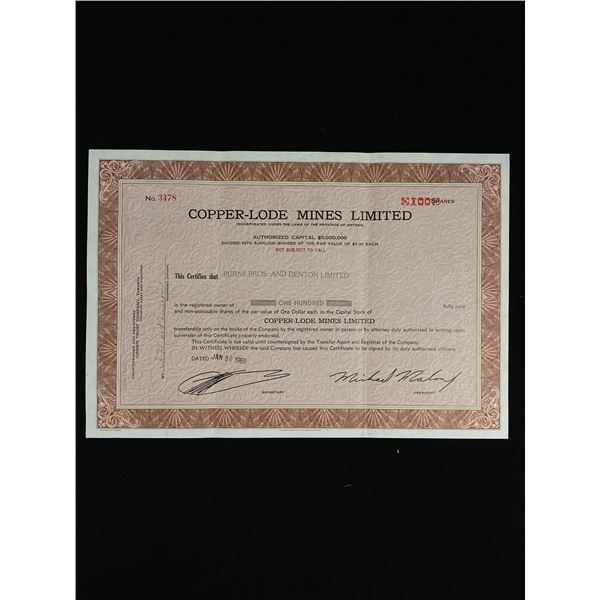 No. 3478
100 SHARES
COPPER-LODE MINES LIMITED
(INCORPORATED UNDER THE LAWS OF THE PROVINCE OF ONTARIO)
AUTHORIZED CAPITAL $5,000,000
DIVIDED INTO 5,000,000 SHARES OF THE PAR VALUE OF $1.00 EACH
NOT SUBJECT TO CALL
This Certifies that BURNS BROS. AND DENTON LIMITED
is the registered owner of ONE HUNDRED fully paid
and non-assessable shares of the par value of One Dollar each in the Capital Stock of
COPPER-LODE MINES LIMITED
transferable only on the books of the Company by the registered owner in person or by attorney duly authorized in writing upon
surrender of this Certificate properly endorsed.
This Certificate is not valid until countersigned by the Transfer Agent and Registrar of the Company.
IN WITNESS WHEREOF the said Company has caused this Certificate to be signed by its duly authorized officers.
DATED JAN 30 1969
Michael
SECRETARY
PRESIDENT